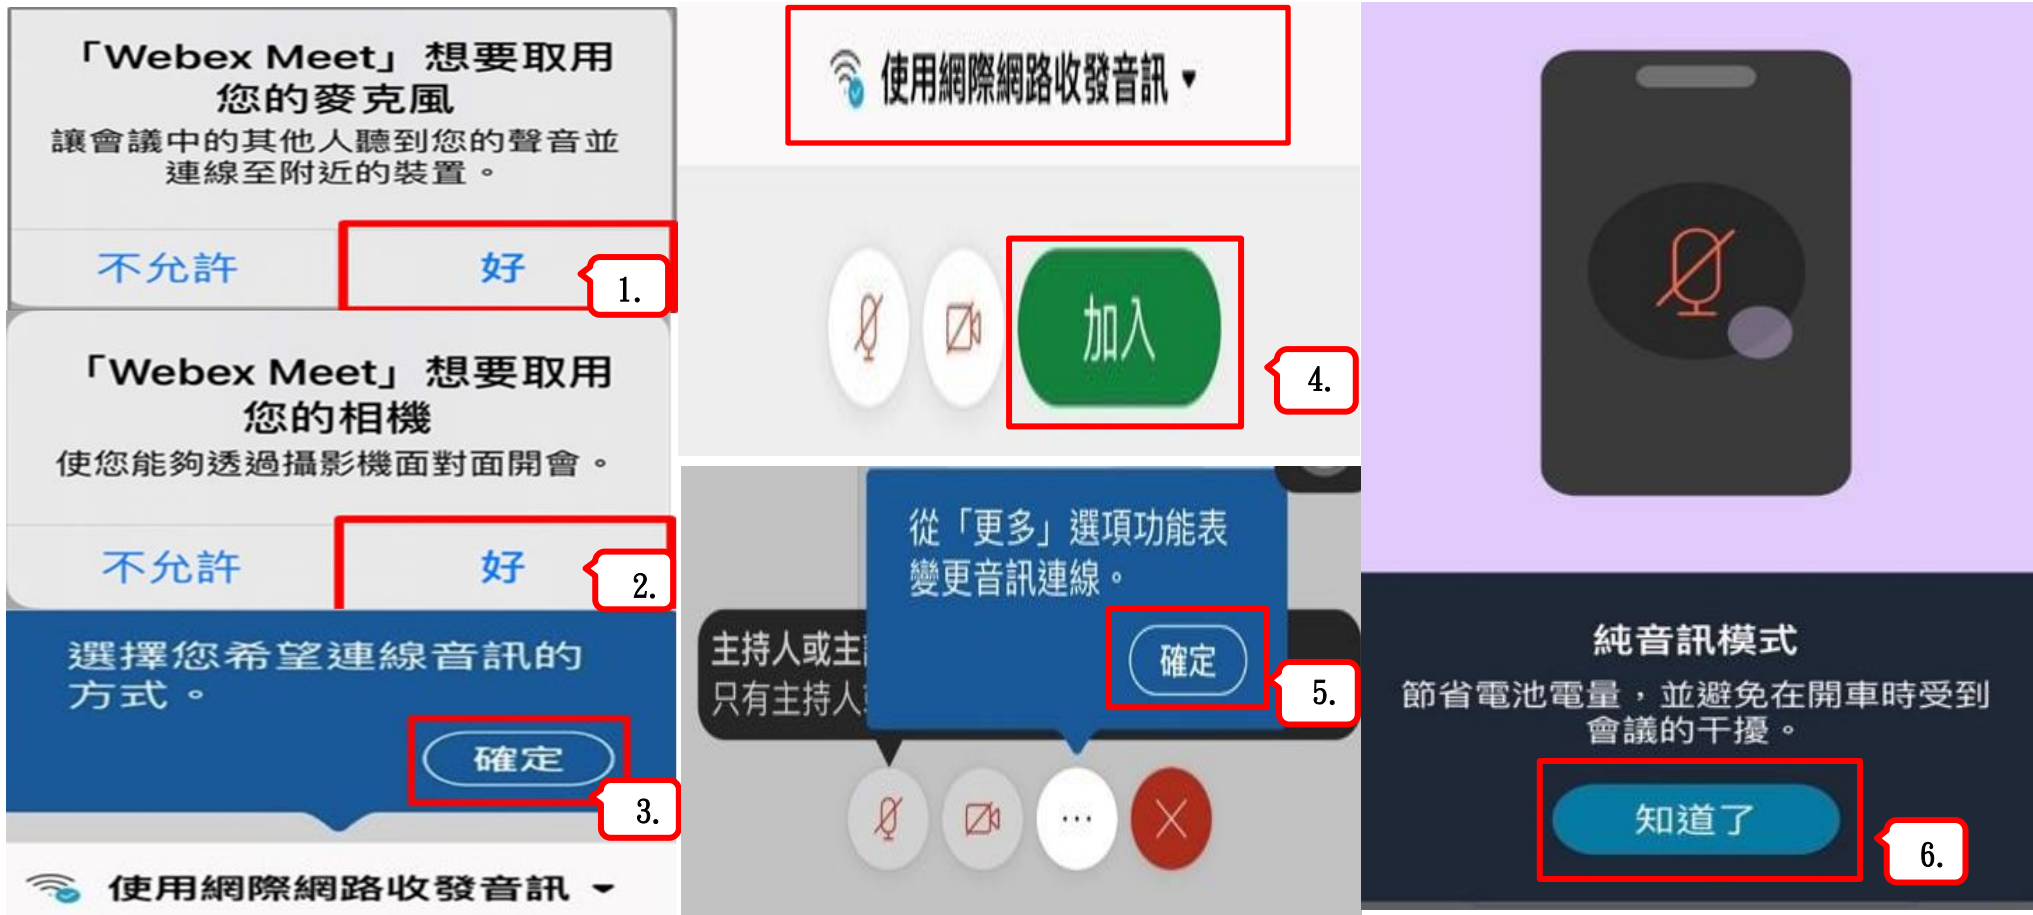 「Webex Meet」想要取用
您的麥克風
讓會議中的其他人聽到您的聲音並
連線至附近的裝置。
不允許
好
1.
「Webex Meet」想要取用
您的相機
使您能夠透過攝影機面對面開會。
不允許
好
2.
選擇您希望連線音訊的
方式。
確定
3.
使用網際網路收發音訊
使用網際網路收發音訊
加入
4.
從「更多」選項功能表
變更音訊連線。
確定
5.
主持人或主
只有主持人
純音訊模式
節省電池電量，並避免在開車時受到
會議的干擾。
知道了
6.